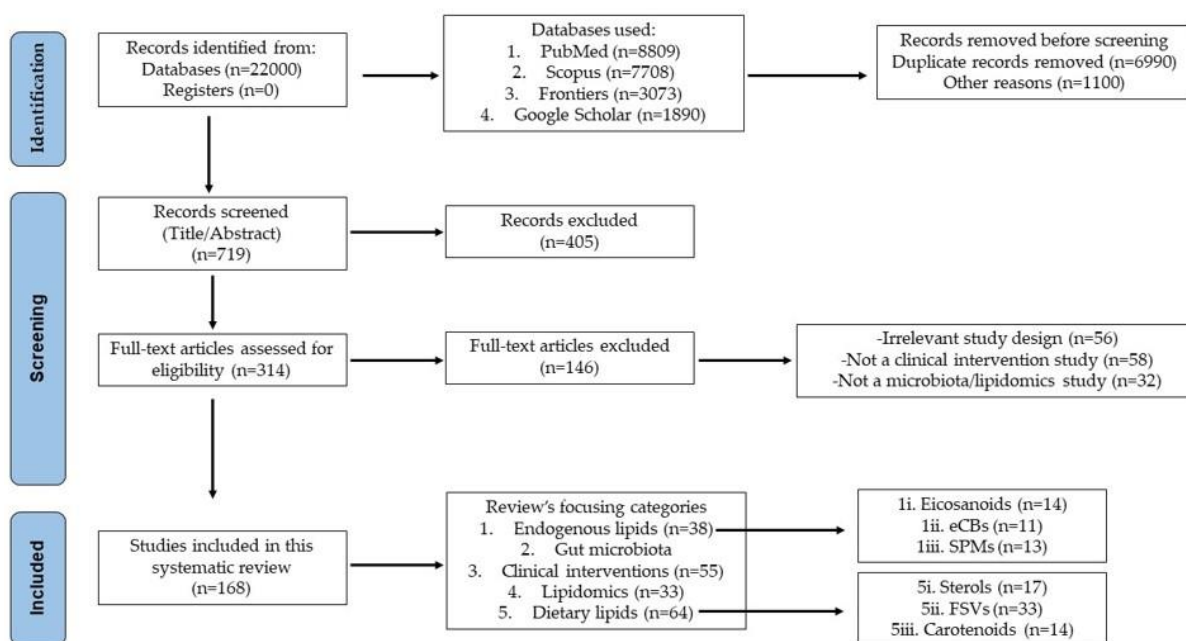 Identification
Records identified from:
Databases (n=22000)
Registers (n=0)
Databases used:
1. PubMed (n=8809)
2. Scopus (n=7708)
3. Frontiers (n=3073)
4. Google Scholar (n=1890)
Records removed before screening
Duplicate records removed (n=6990)
Other reasons (n=1100)
Screening
Records screened
(Title/Abstract)
(n=719)
Records excluded
(n=405)
Full-text articles assessed for
eligibility (n=314)
Full-text articles excluded
(n=146)
-Irrelevant study design (n=56)
-Not a clinical intervention study (n=58)
-Not a microbiota/lipidomics study (n=32)
Included
Studies included in this
systematic review
(n=168)
Review's focusing categories
1. Endogenous lipids (n=38)
2. Gut microbiota
3. Clinical interventions (n=55)
4. Lipidomics (n=33)
5. Dietary lipids (n=64)
1i. Eicosanoids (n=14)
1ii. eCBs (n=11)
1iii. SPMs (n=13)
5i. Sterols (n=17)
5ii. FSVs (n=33)
5iii. Carotenoids (n=14)